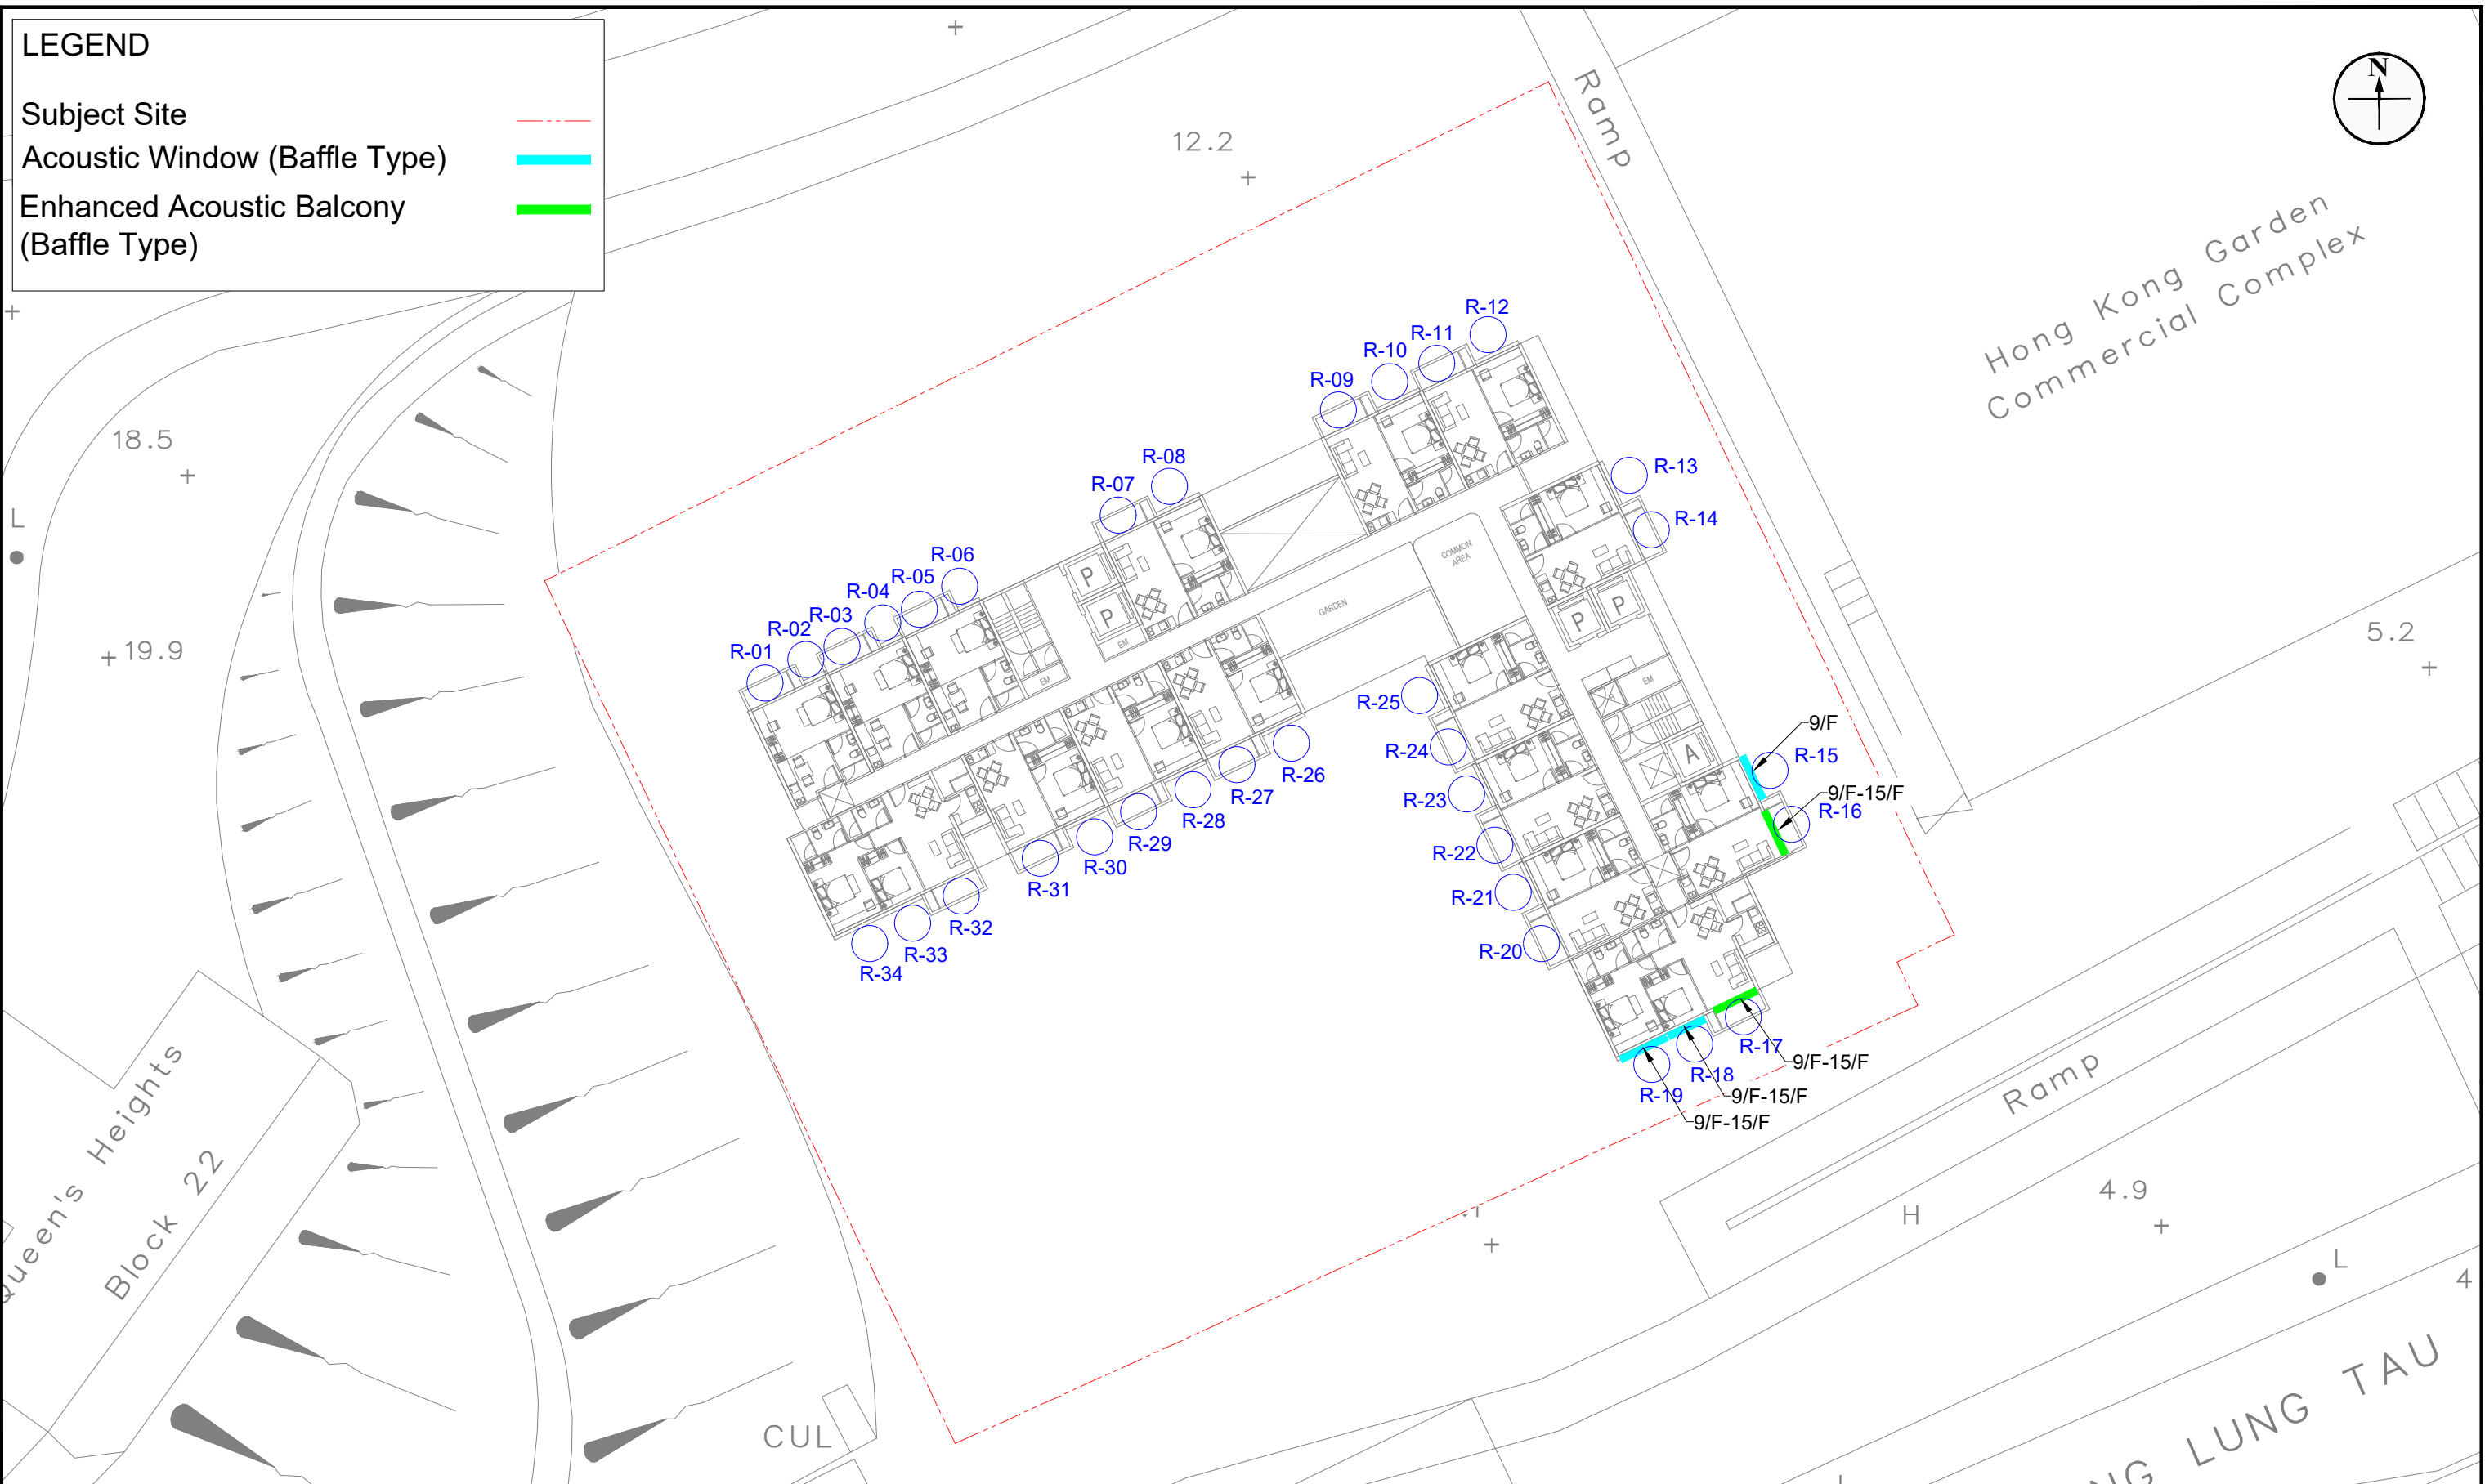 LEGEND
Subject Site
Acoustic Window (Baffle Type)
Enhanced Acoustic Balcony
(Baffle Type)
N
Ramp
12.2
Hong Kong Garden
Commercial Complex
18.5
L
19.9
5.2
R-01
R-02
R-03
R-04
R-05
R-06
R-07
R-08
R-09
R-10
R-11
R-12
R-13
R-14
P
P
EM
EM
COMMON
AREA
GARDEN
P
P
EM
A
9/F
R-15
9/F-15/F
R-16
R-25
R-24
R-23
R-22
R-21
R-20
R-26
R-27
R-28
R-29
R-30
R-31
R-32
R-33
R-34
R-17
9/F-15/F
R-18
9/F-15/F
R-19
9/F-15/F
Queen's Heights
Block 22
Ramp
4.9
H
L
4
CUL
LUNG TAU